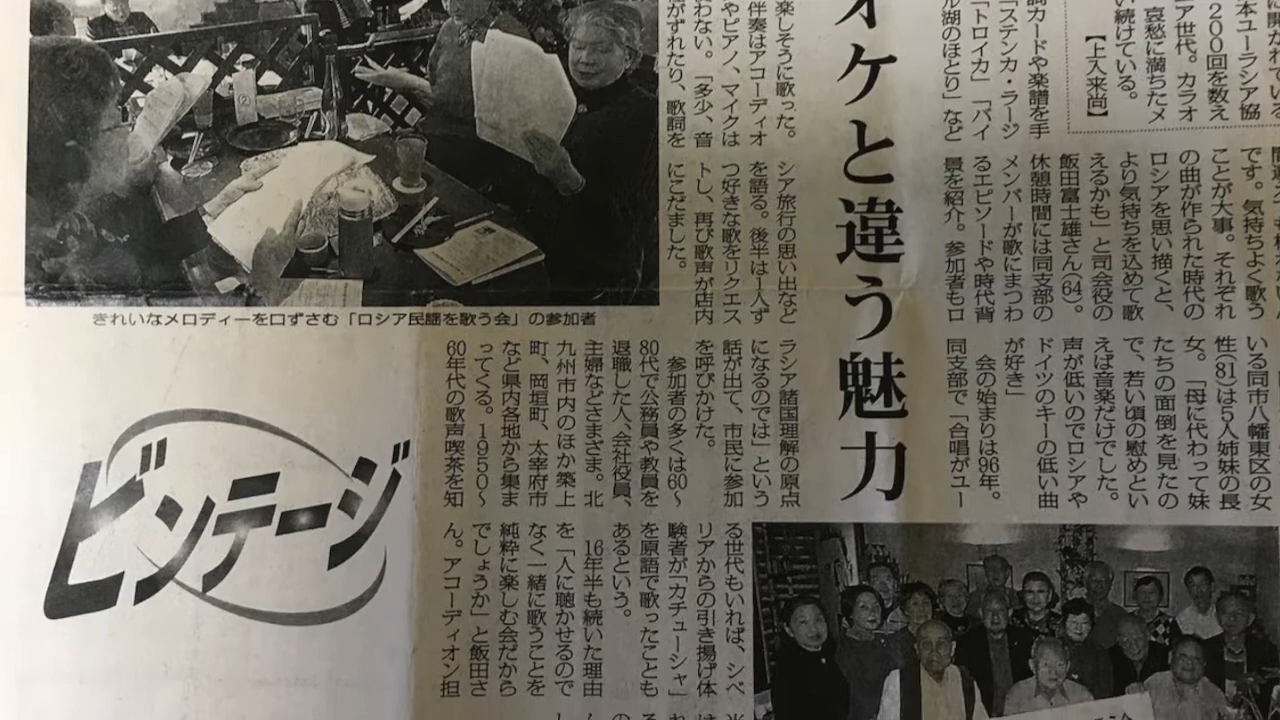 に開かれている
本ユーラシア協
200回を数え
ア世代。カラオ
哀愁に満ちたメ
い続けている。
【上入来尚】
詞カードや楽譜を手
「ステンカ・ラージ
「トロイカ」「バイ
ル湖のほとり」など
オケと違う魅力
楽しそうに歌った。
伴奏はアコーディオ
やピアノ、マイクは
わない。「多少、音
がずれたり、歌詞を
です。気持ちよく歌う
ことが大事。それぞれ
の曲が作られた時代の
ロシアを思い描くと、
より気持ちを込めて歌
えるかも」と司会役の
飯田富士雄さん(64)。
休憩時間には同支部の
メンバーが歌にまつわ
るエピソードや時代背
景を紹介。参加者もロ
シア旅行の思い出など
を語る。後半は1人ず
つ好きな歌をリクエス
トし、再び歌声が店内
にこだました。
きれいなメロディーを口ずさむ「ロシア民謡を歌う会」の参加者
いる同市八幡東区の女
性(81)は5人姉妹の長
女。「母に代わって妹
たちの面倒を見たの
で、若い頃の慰めとい
えば音楽だけでした。
声が低いのでロシアや
ドイツのキーの低い曲
が好き」
会の始まりは96年。
同支部で「合唱がユー
ラシア諸国理解の原点
になるのでは」という
話が出て、市民に参加
を呼びかけた。
参加者の多くは60～
80代で公務員や教員を
退職した人、会社役員、
主婦などさまざま。北
九州市内のほか築上
町、岡垣町、太宰府市
など県内各地から集ま
ってくる。1950～
60年代の歌声喫茶を知
る世代もいれば、シベ
リアからの引き揚げ体
験者が「カチューシャ」
を原語で歌ったことも
あるという。
16年半も続いた理由
を「人に聴かせるので
なく一緒に歌うことを
純粋に楽しむ会だから
でしょうか」と飯田さ
ん。アコーディオン担
ビンテージ